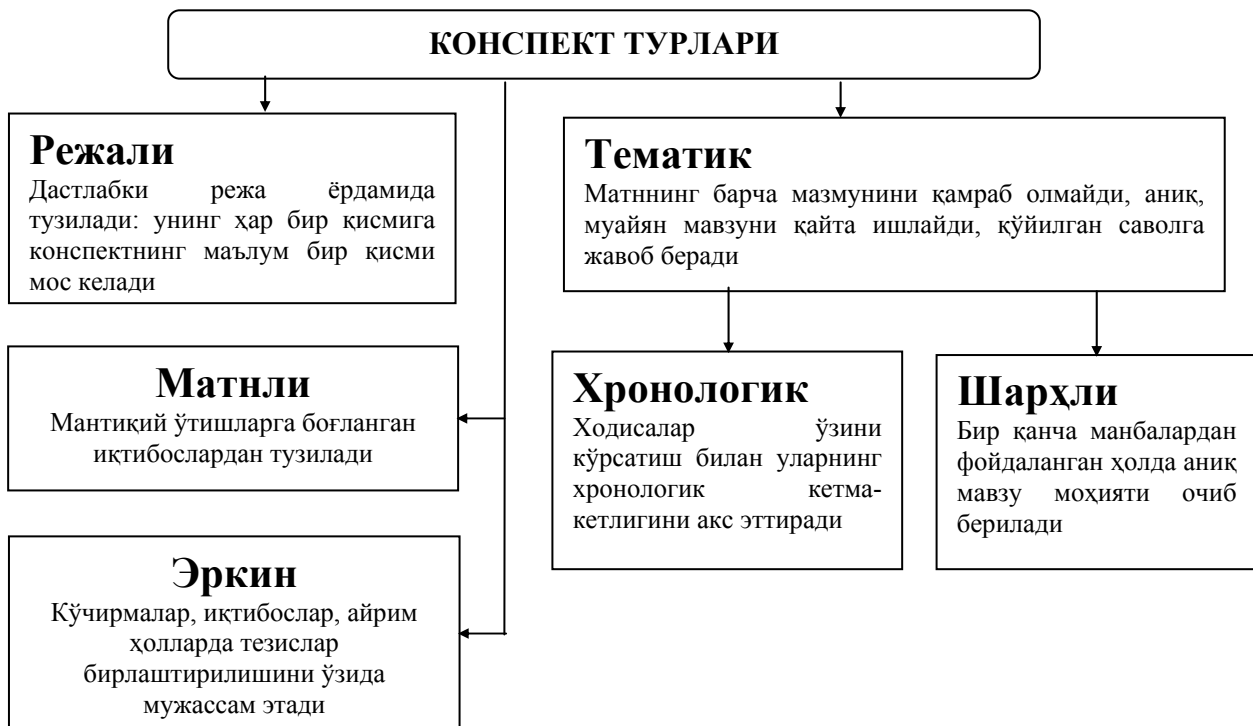 КОНСПЕКТ ТУРЛАРИ
Режали
Дастлабки режа ёрдамида
тузилади: унинг ҳар бир қисмига
конспектнинг маълум бир қисми
мос келади
Тематик
Матннинг барча мазмунини қамраб олмайди, аниқ,
муайян мавзуни қайта ишлайди, қўйилган саволга
жавоб беради
Матнли
Мантиқий ўтишларга боғланган
иқтибослардан тузилади
Хронологик
Ходисалар ўзини
кўрсатиш билан уларнинг
хронологик кетма-
кетлигини акс эттиради
Шарҳли
Бир қанча манбалардан
фойдаланган ҳолда аниқ
мавзу моҳияти очиб
берилади
Эркин
Кўчирмалар, иқтибослар, айрим
ҳолларда тезислар
бирлаштирилишини ўзида
мужассам этади